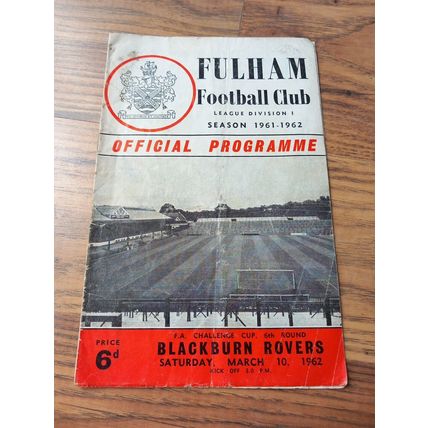 FULHAM
Football Club
LEAGUE DIVISION I
SEASON 1961-1962
OFFICIAL PROGRAMME
F.A. CHALLENGE CUP, 6th ROUND
PRICE
6d
BLACKBURN ROVERS
SATURDAY, MARCH 10, 1962
KICK OFF 3.0 P.M.